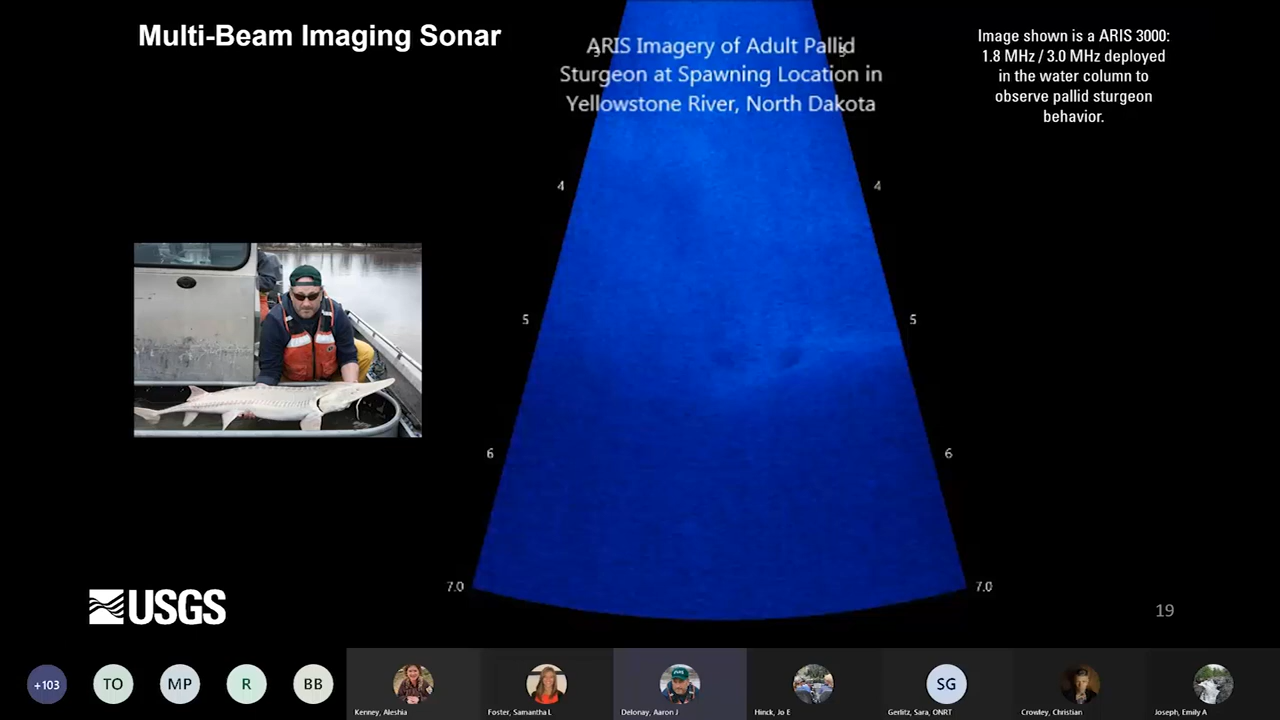 Multi-Beam Imaging Sonar
ARIS Imagery of Adult Pallid
Sturgeon at Spawning Location in
Yellowstone River, North Dakota
Image shown is a ARIS 3000:
1.8 MHz / 3.0 MHz deployed
in the water column to
observe pallid sturgeon
behavior.
4 4
5 5
6 6
7.0 7.0
USGS
19
+103 TO MP R BB SG
Kenney, Aleshia Foster, Samantha L Delonay, Aaron J Hinck, Jo E Gerlitz, Sara, ONRT Crowley, Christian Joseph, Emily A